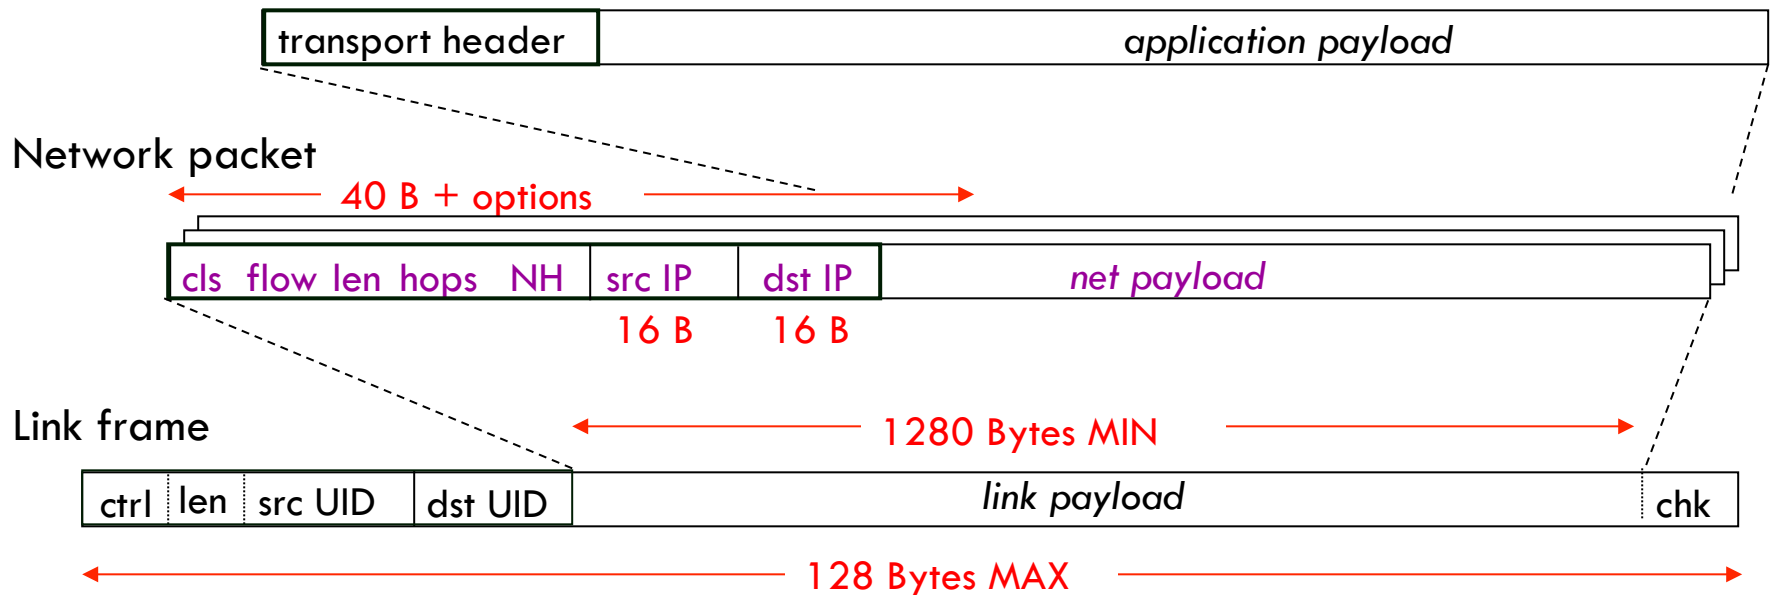 transport header application payload
Network packet
40 B + options
cls flow len hops NH src IP dst IP net payload
16 B 16 B
Link frame
1280 Bytes MIN
ctrl len src UID dst UID link payload chk
128 Bytes MAX